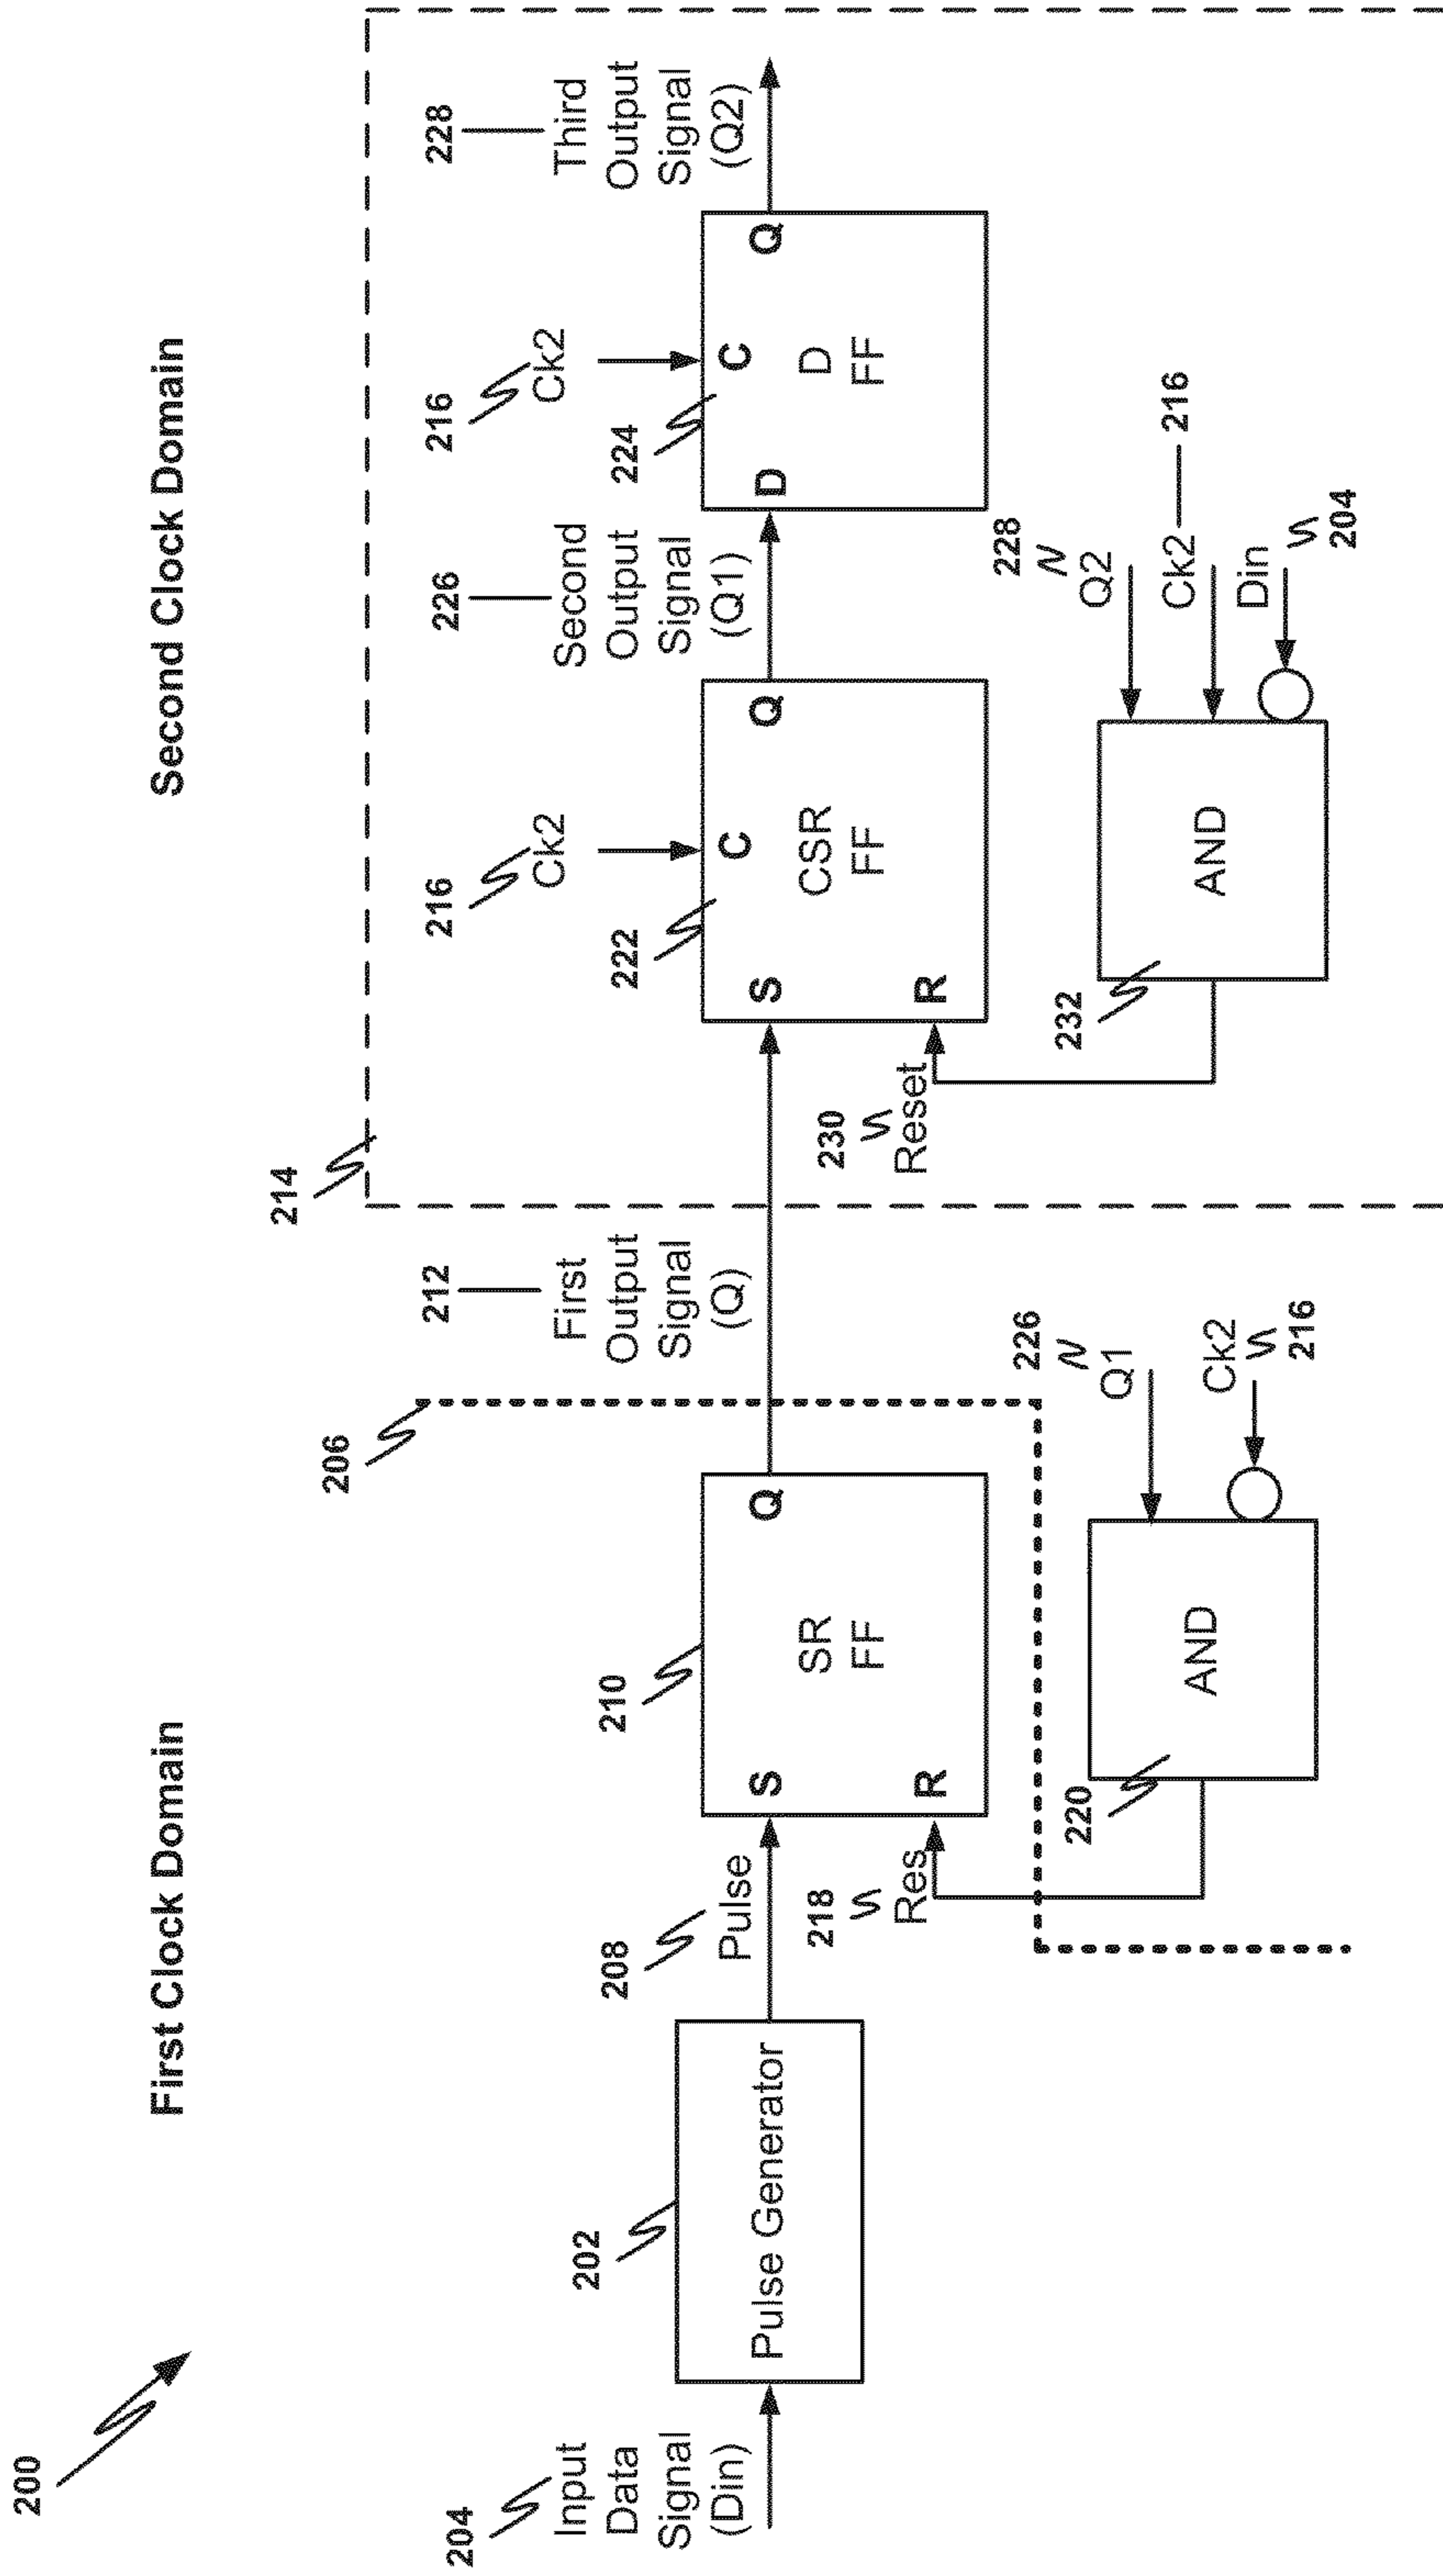 200
First Clock Domain
Second Clock Domain
204
Input
Data
Signal
(Din)
202
Pulse Generator
208
Pulse
210
S
Q
SR
FF
R
218
Res
220
AND
206
226
Q1
Ck2
216
212
First
Output
Signal
(Q)
214
216
Ck2
222
S
C
Q
CSR
FF
R
230
Reset
232
AND
228
Q2
Ck2
216
Din
204
226
Second
Output
Signal
(Q1)
216
Ck2
224
D
C
Q
D
FF
228
Third
Output
Signal
(Q2)